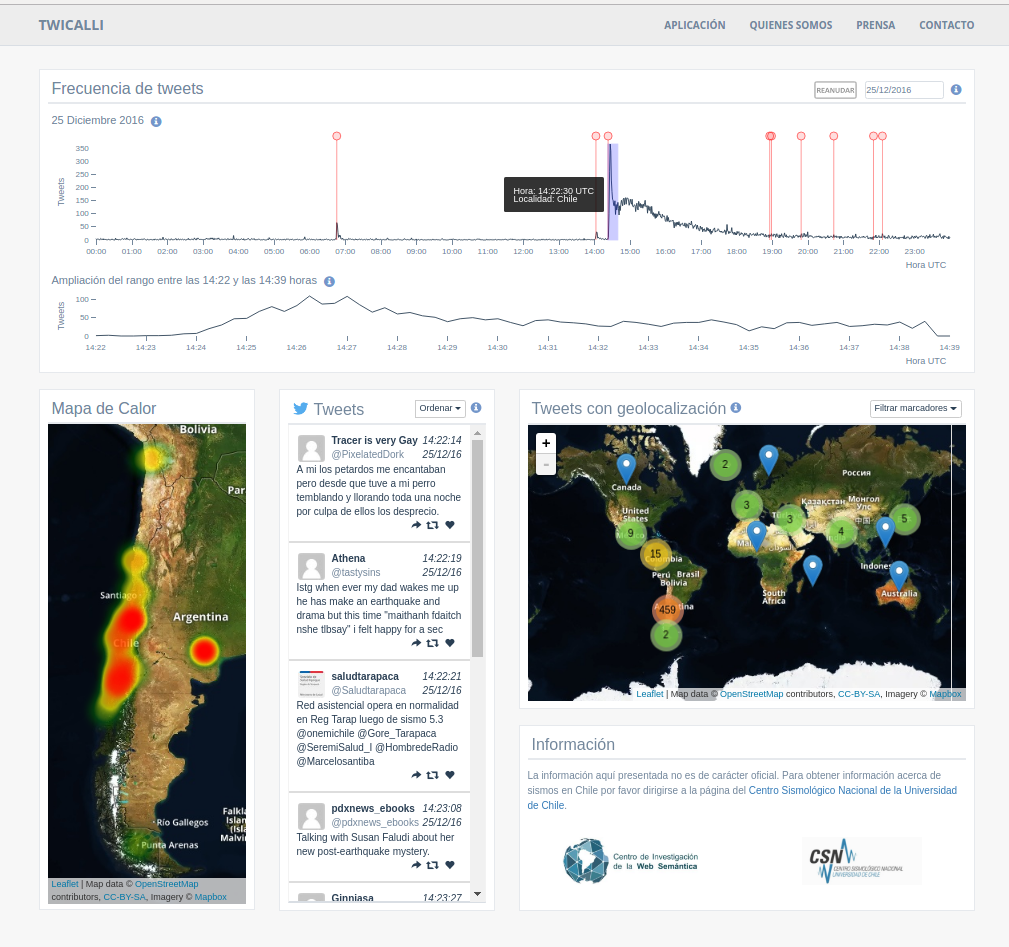 TWICALLI
APLICACIÓN QUIENES SOMOS PRENSA CONTACTO
Frecuencia de tweets
REANUDAR 25/12/2016
25 Diciembre 2016
Tweets
350
300
250
200
150
100
50
0
Hora: 14:22:30 UTC
Localidad: Chile
00:00 01:00 02:00 03:00 04:00 05:00 06:00 07:00 08:00 09:00 10:00 11:00 12:00 13:00 14:00 15:00 16:00 17:00 18:00 19:00 20:00 21:00 22:00 23:00
Hora UTC
Ampliación del rango entre las 14:22 y las 14:39 horas
Tweets
100
50
0
14:22 14:23 14:24 14:25 14:26 14:27 14:28 14:29 14:30 14:31 14:32 14:33 14:34 14:35 14:36 14:37 14:38 14:39
Hora UTC
Mapa de Calor
Bolivia
Par
Santiago
Chile
Argentina
Río Gallegos
Punta Arenas
Falkl
Islan
(Isla
Malvin
Leaflet | Map data © OpenStreetMap
contributors, CC-BY-SA, Imagery © Mapbox
Tweets
Ordenar
Tracer is very Gay 14:22:14
@PixelatedDork 25/12/16
A mi los petardos me encantaban
pero desde que tuve a mi perro
temblando y llorando toda una noche
por culpa de ellos los desprecio.
Athena 14:22:19
@tastysins 25/12/16
Istg when ever my dad wakes me up
he has make an earthquake and
drama but this time "maithanh fdaitch
nshe tlbsay" i felt happy for a sec
saludtarapaca 14:22:21
@Saludtarapaca 25/12/16
Red asistencial opera en normalidad
en Reg Tarap luego de sismo 5.3
@onemichile @Gore_Tarapaca
@SeremiSalud_I @HombredeRadio
@Marcelosantiba
pdxnews_ebooks 14:23:08
@pdxnews_ebooks 25/12/16
Talking with Susan Faludi about her
new post-earthquake mystery.
Ginniasa 14:23:27
Tweets con geolocalización
Filtrar marcadores
+
-
2
Canada
Россия
United
States
3
Қазақстан
Монгол
Улс
3
中国
5
9
4
15
Perú
Brasil
Bolivia
Indones
South
Africa
Australia
459
2
Leaflet | Map data © OpenStreetMap contributors, CC-BY-SA, Imagery © Mapbox
Información
La información aquí presentada no es de carácter oficial. Para obtener información acerca de
sismos en Chile por favor dirigirse a la página del Centro Sismológico Nacional de la Universidad
de Chile.
Centro de Investigación
de la Web Semántica
CSN
CENTRO SISMOLÓGICO NACIONAL
UNIVERSIDAD DE CHILE